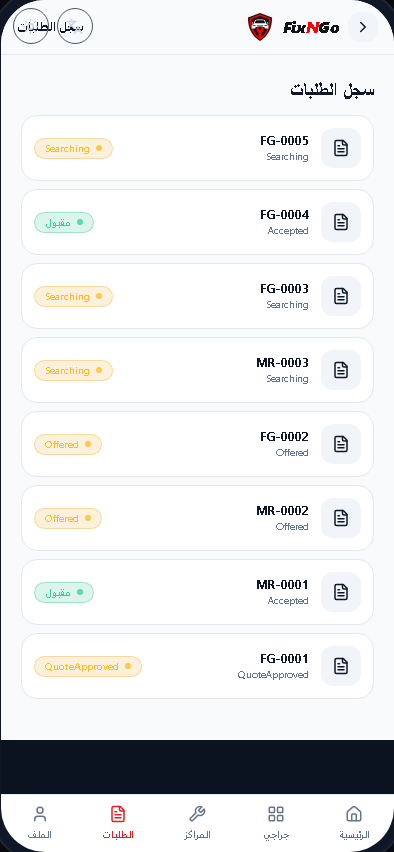 FixNGo
سجل الطلبات
سجل الطلبات
FG-0005
Searching
Searching
FG-0004
Accepted
مقبول
FG-0003
Searching
Searching
MR-0003
Searching
Searching
FG-0002
Offered
Offered
MR-0002
Offered
Offered
MR-0001
Accepted
مقبول
FG-0001
QuoteApproved
QuoteApproved
الرئيسية
جراجي
المراكز
الطلبات
الملف